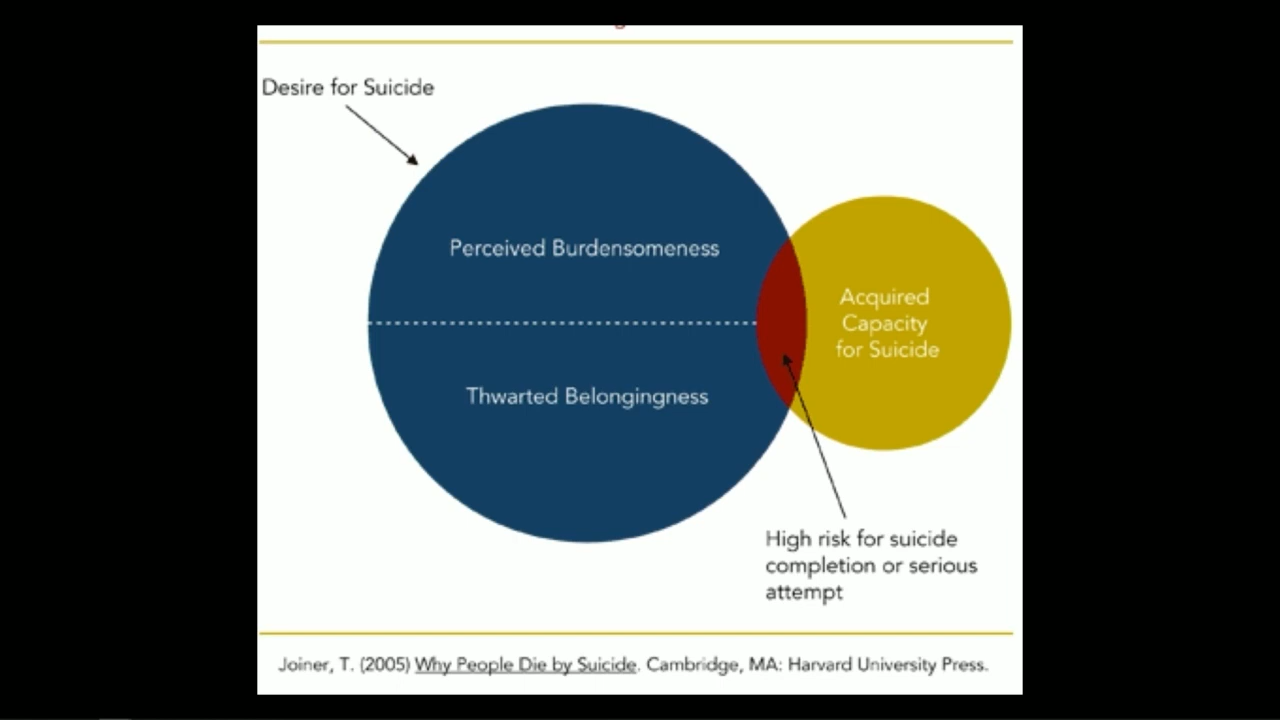 Desire for Suicide
Perceived Burdensomeness
Thwarted Belongingness
Acquired
Capacity
for Suicide
High risk for suicide
completion or serious
attempt
Joiner, T. (2005) Why People Die by Suicide. Cambridge, MA: Harvard University Press.